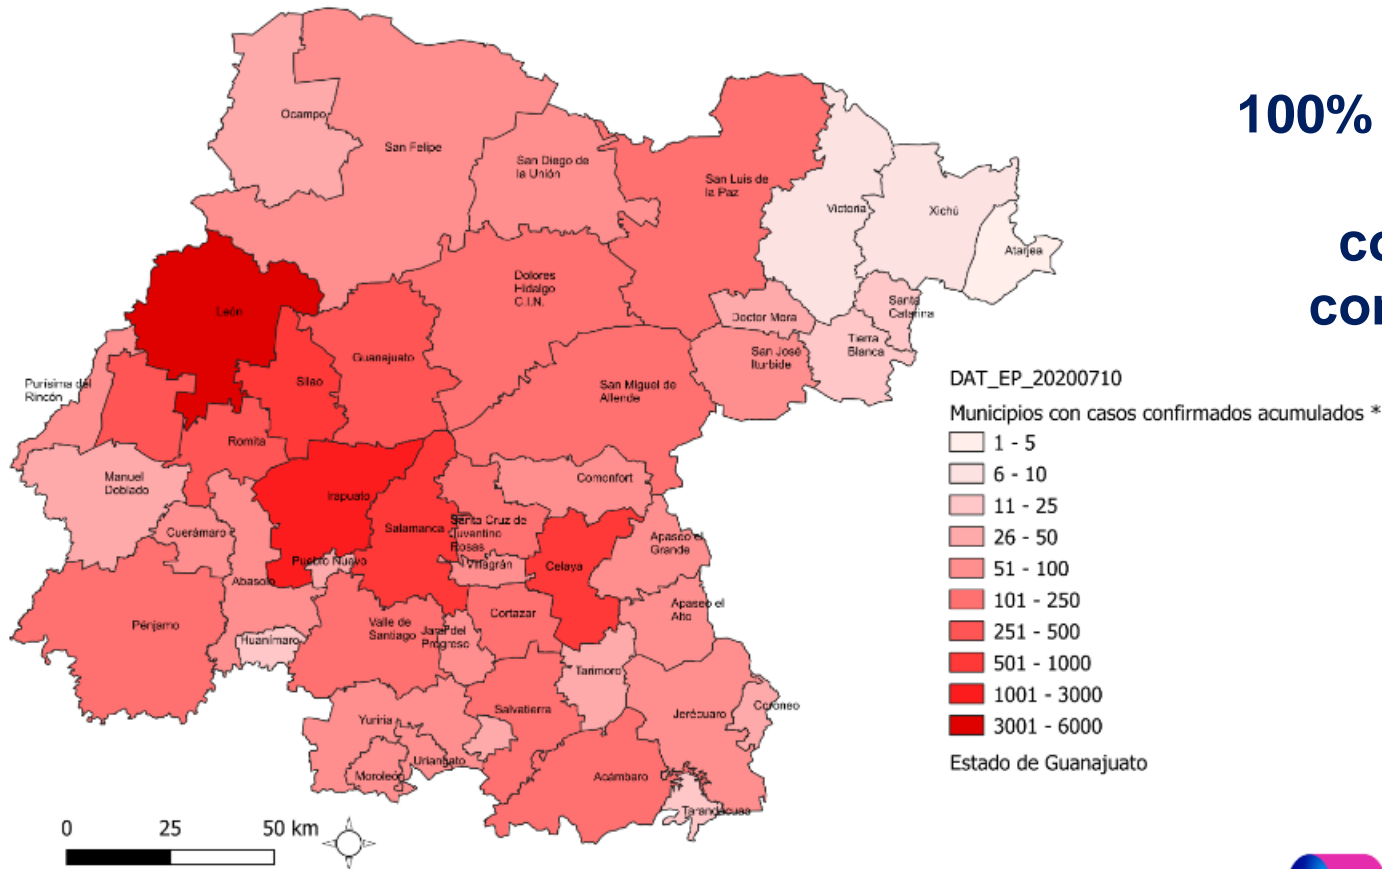 100%
co
con
Ocampo
San Felipe
San Diego de
la Unión
San Luis de
la Paz
Victoria
Xichú
Atarjea
León
Dolores
Hidalgo
C.I.N.
Guanajuato
Silao
Doctor Mora
Santa
Catarina
Tierra
Blanca
San José
Iturbide
Purísima del
Rincón
San Miguel de
Allende
Romita
Manuel
Doblado
Irapuato
Comonfort
Cuerámaro
Salamanca
Santa Cruz de
Juventino
Rosas
Villagrán
Apaseo el
Grande
Pueblo Nuevo
Celaya
Abasolo
Apaseo el
Alto
Pénjamo
Huanímaro
Valle de
Santiago
Jaral del
Progreso
Cortazar
Tarimoro
Yuriria
Salvatierra
Jerécuaro
Coroneo
Moroleón
Uriangato
Acámbaro
Tarandacuao
DAT_EP_20200710
Municipios con casos confirmados acumulados *
1 - 5
6 - 10
11 - 25
26 - 50
51 - 100
101 - 250
251 - 500
501 - 1000
1001 - 3000
3001 - 6000
Estado de Guanajuato
0 25 50 km